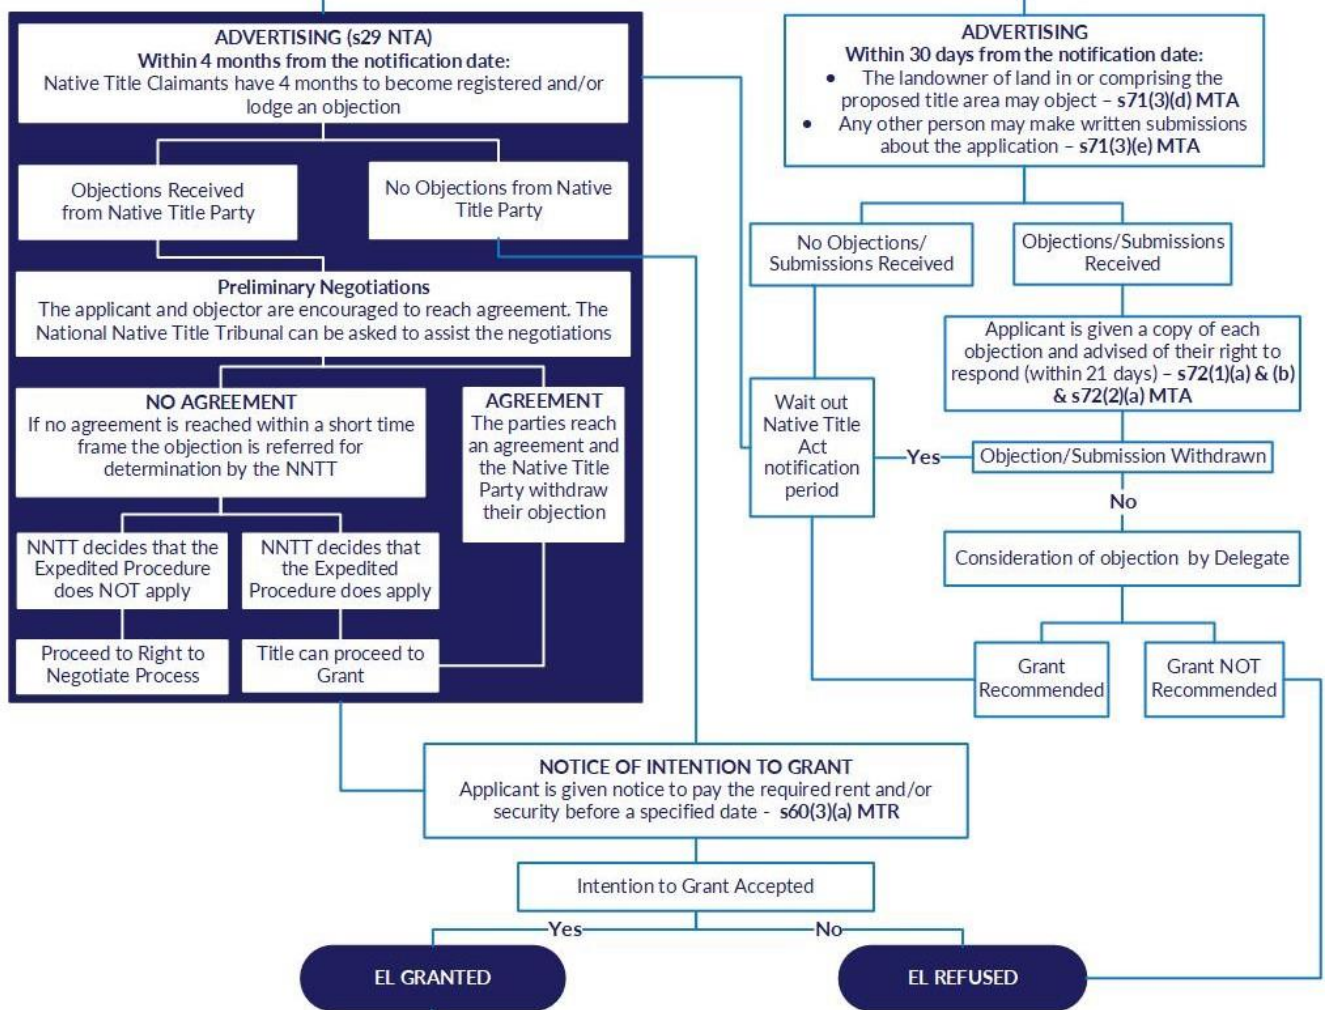 ADVERTISING (s29 NTA)
Within 4 months from the notification date:
Native Title Claimants have 4 months to become registered and/or
lodge an objection
Objections Received
from Native Title Party
No Objections from Native
Title Party
Preliminary Negotiations
The applicant and objector are encouraged to reach agreement. The
National Native Title Tribunal can be asked to assist the negotiations
NO AGREEMENT
If no agreement is reached within a short time
frame the objection is referred for
determination by the NNTT
AGREEMENT
The parties reach
an agreement and
the Native Title
Party withdraw
their objection
NNTT decides that the
Expedited Procedure
does NOT apply
NNTT decides that
the Expedited
Procedure does apply
Proceed to Right to
Negotiate Process
Title can proceed to
Grant
ADVERTISING
Within 30 days from the notification date:
• The landowner of land in or comprising the
proposed title area may object – s71(3)(d) MTA
• Any other person may make written submissions
about the application – s71(3)(e) MTA
No Objections/
Submissions Received
Objections/Submissions
Received
Applicant is given a copy of each
objection and advised of their right to
respond (within 21 days) – s72(1)(a) & (b)
& s72(2)(a) MTA
Wait out
Native Title
Act
notification
period
Yes
Objection/Submission Withdrawn
No
Consideration of objection by Delegate
Grant
Recommended
Grant NOT
Recommended
NOTICE OF INTENTION TO GRANT
Applicant is given notice to pay the required rent and/or
security before a specified date - s60(3)(a) MTR
Intention to Grant Accepted
Yes
No
EL GRANTED
EL REFUSED